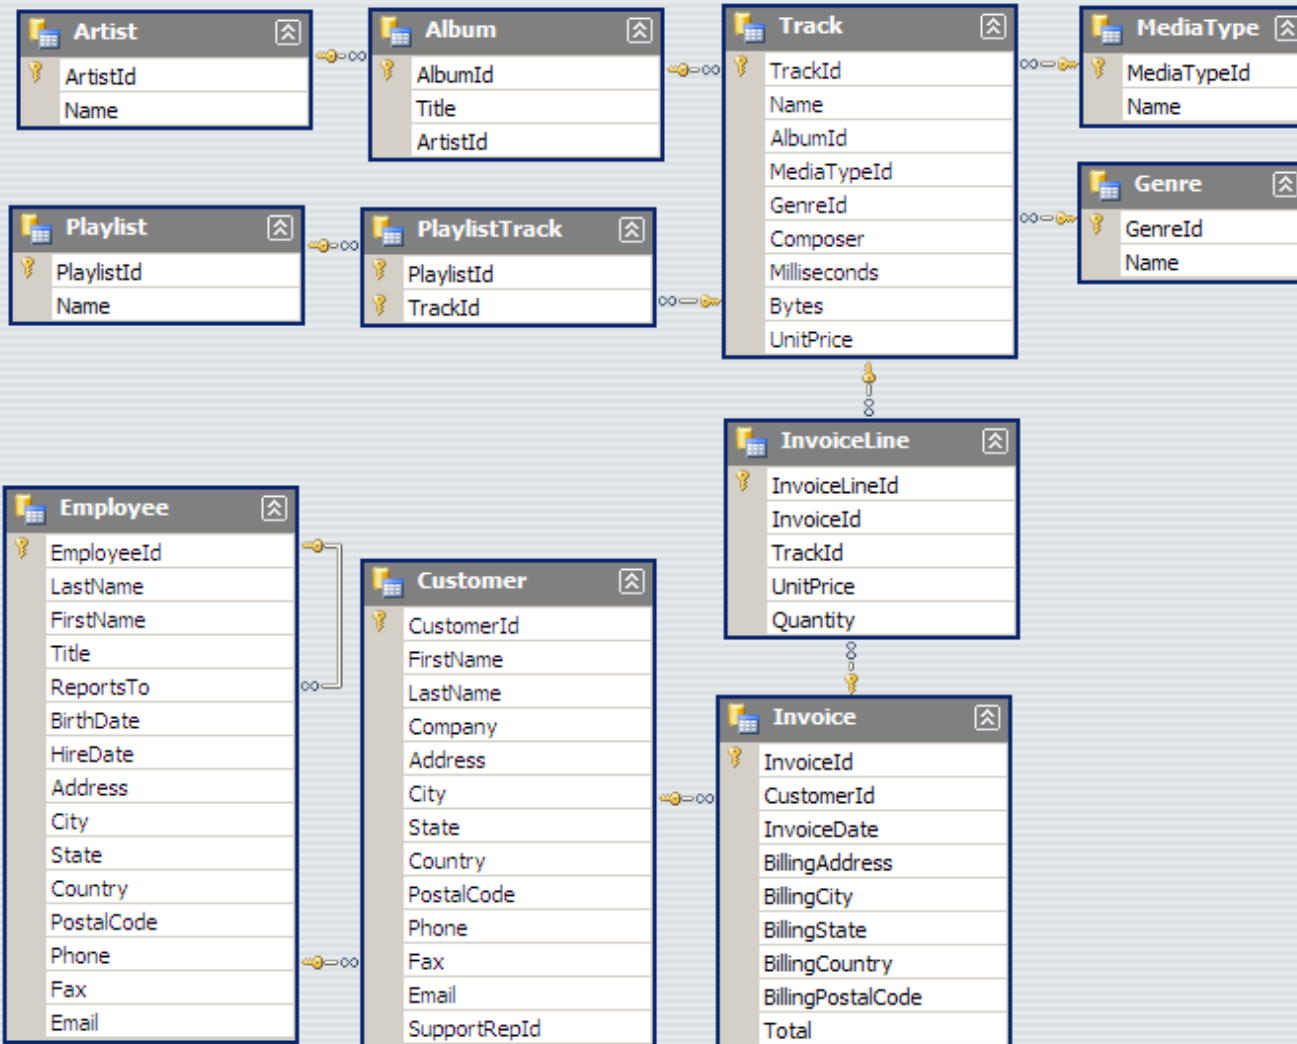 Artist
ArtistId
Name
Album
AlbumId
Title
ArtistId
Track
TrackId
Name
AlbumId
MediaTypeId
GenreId
Composer
Milliseconds
Bytes
UnitPrice
MediaType
MediaTypeId
Name
Genre
GenreId
Name
Playlist
PlaylistId
Name
PlaylistTrack
PlaylistId
TrackId
InvoiceLine
InvoiceLineId
InvoiceId
TrackId
UnitPrice
Quantity
Employee
EmployeeId
LastName
FirstName
Title
ReportsTo
BirthDate
HireDate
Address
City
State
Country
PostalCode
Phone
Fax
Email
Customer
CustomerId
FirstName
LastName
Company
Address
City
State
Country
PostalCode
Phone
Fax
Email
SupportRepId
Invoice
InvoiceId
CustomerId
InvoiceDate
BillingAddress
BillingCity
BillingState
BillingCountry
BillingPostalCode
Total